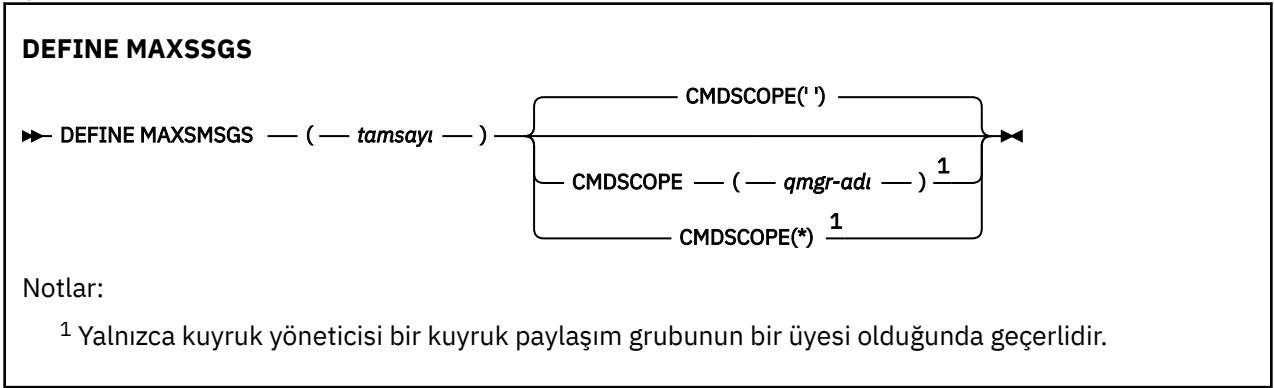 DEFINE MAXSSGS
CMDSCOPE(' ')
DEFINE MAXSMSGS ( tamsayı )
CMDSCOPE ( qmgr-adı ) 1
CMDSCOPE(*) 1
Notlar:
1 Yalnızca kuyruk yöneticisi bir kuyruk paylaşım grubunun bir üyesi olduğunda geçerlidir.